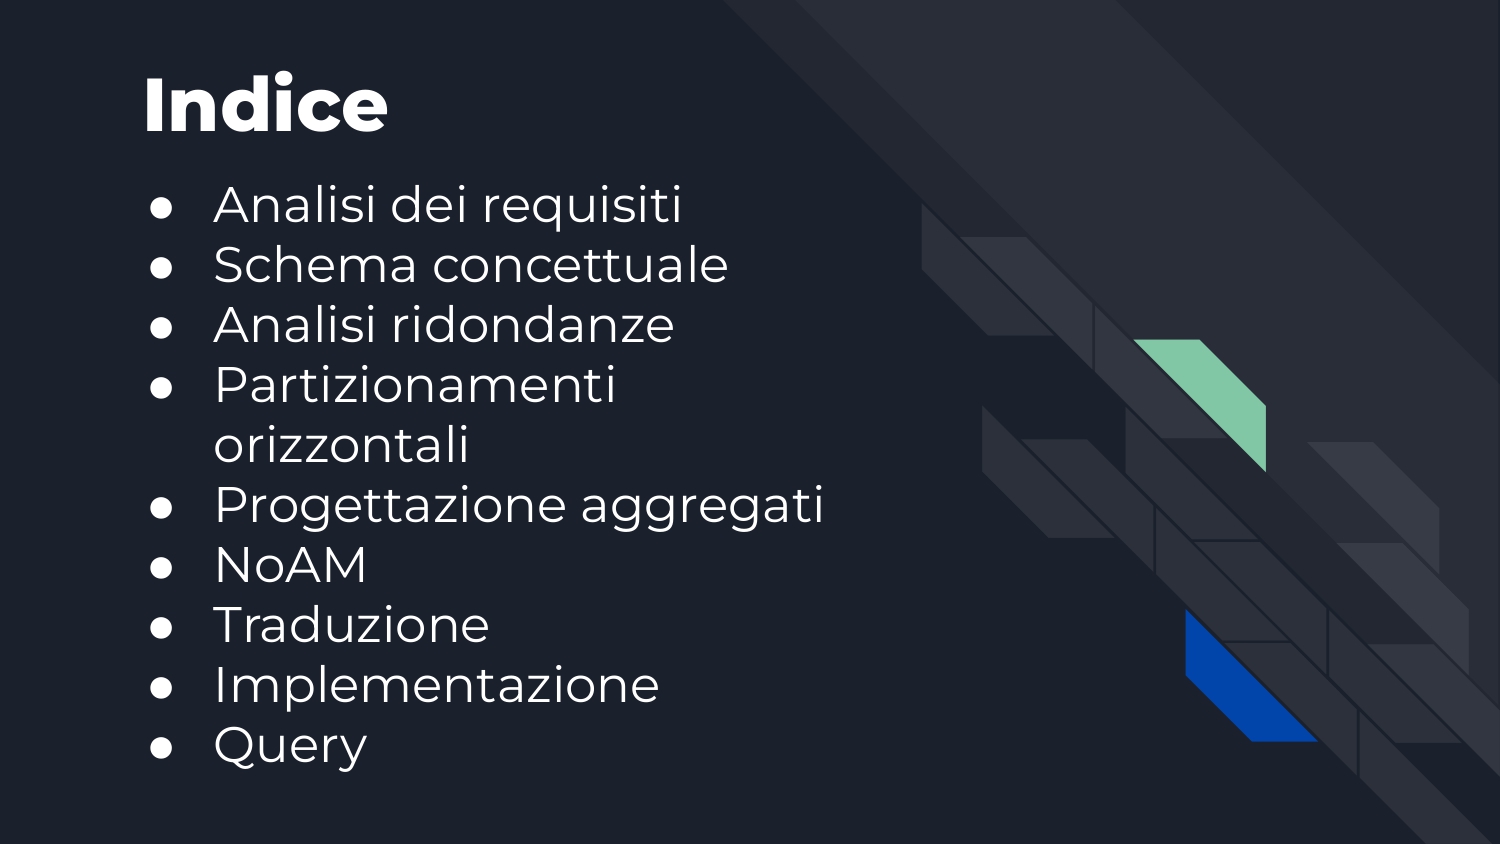 Indice
● Analisi dei requisiti
● Schema concettuale
● Analisi ridondanze
● Partizionamenti
orizzontali
● Progettazione aggregati
● NoAM
● Traduzione
● Implementazione
● Query